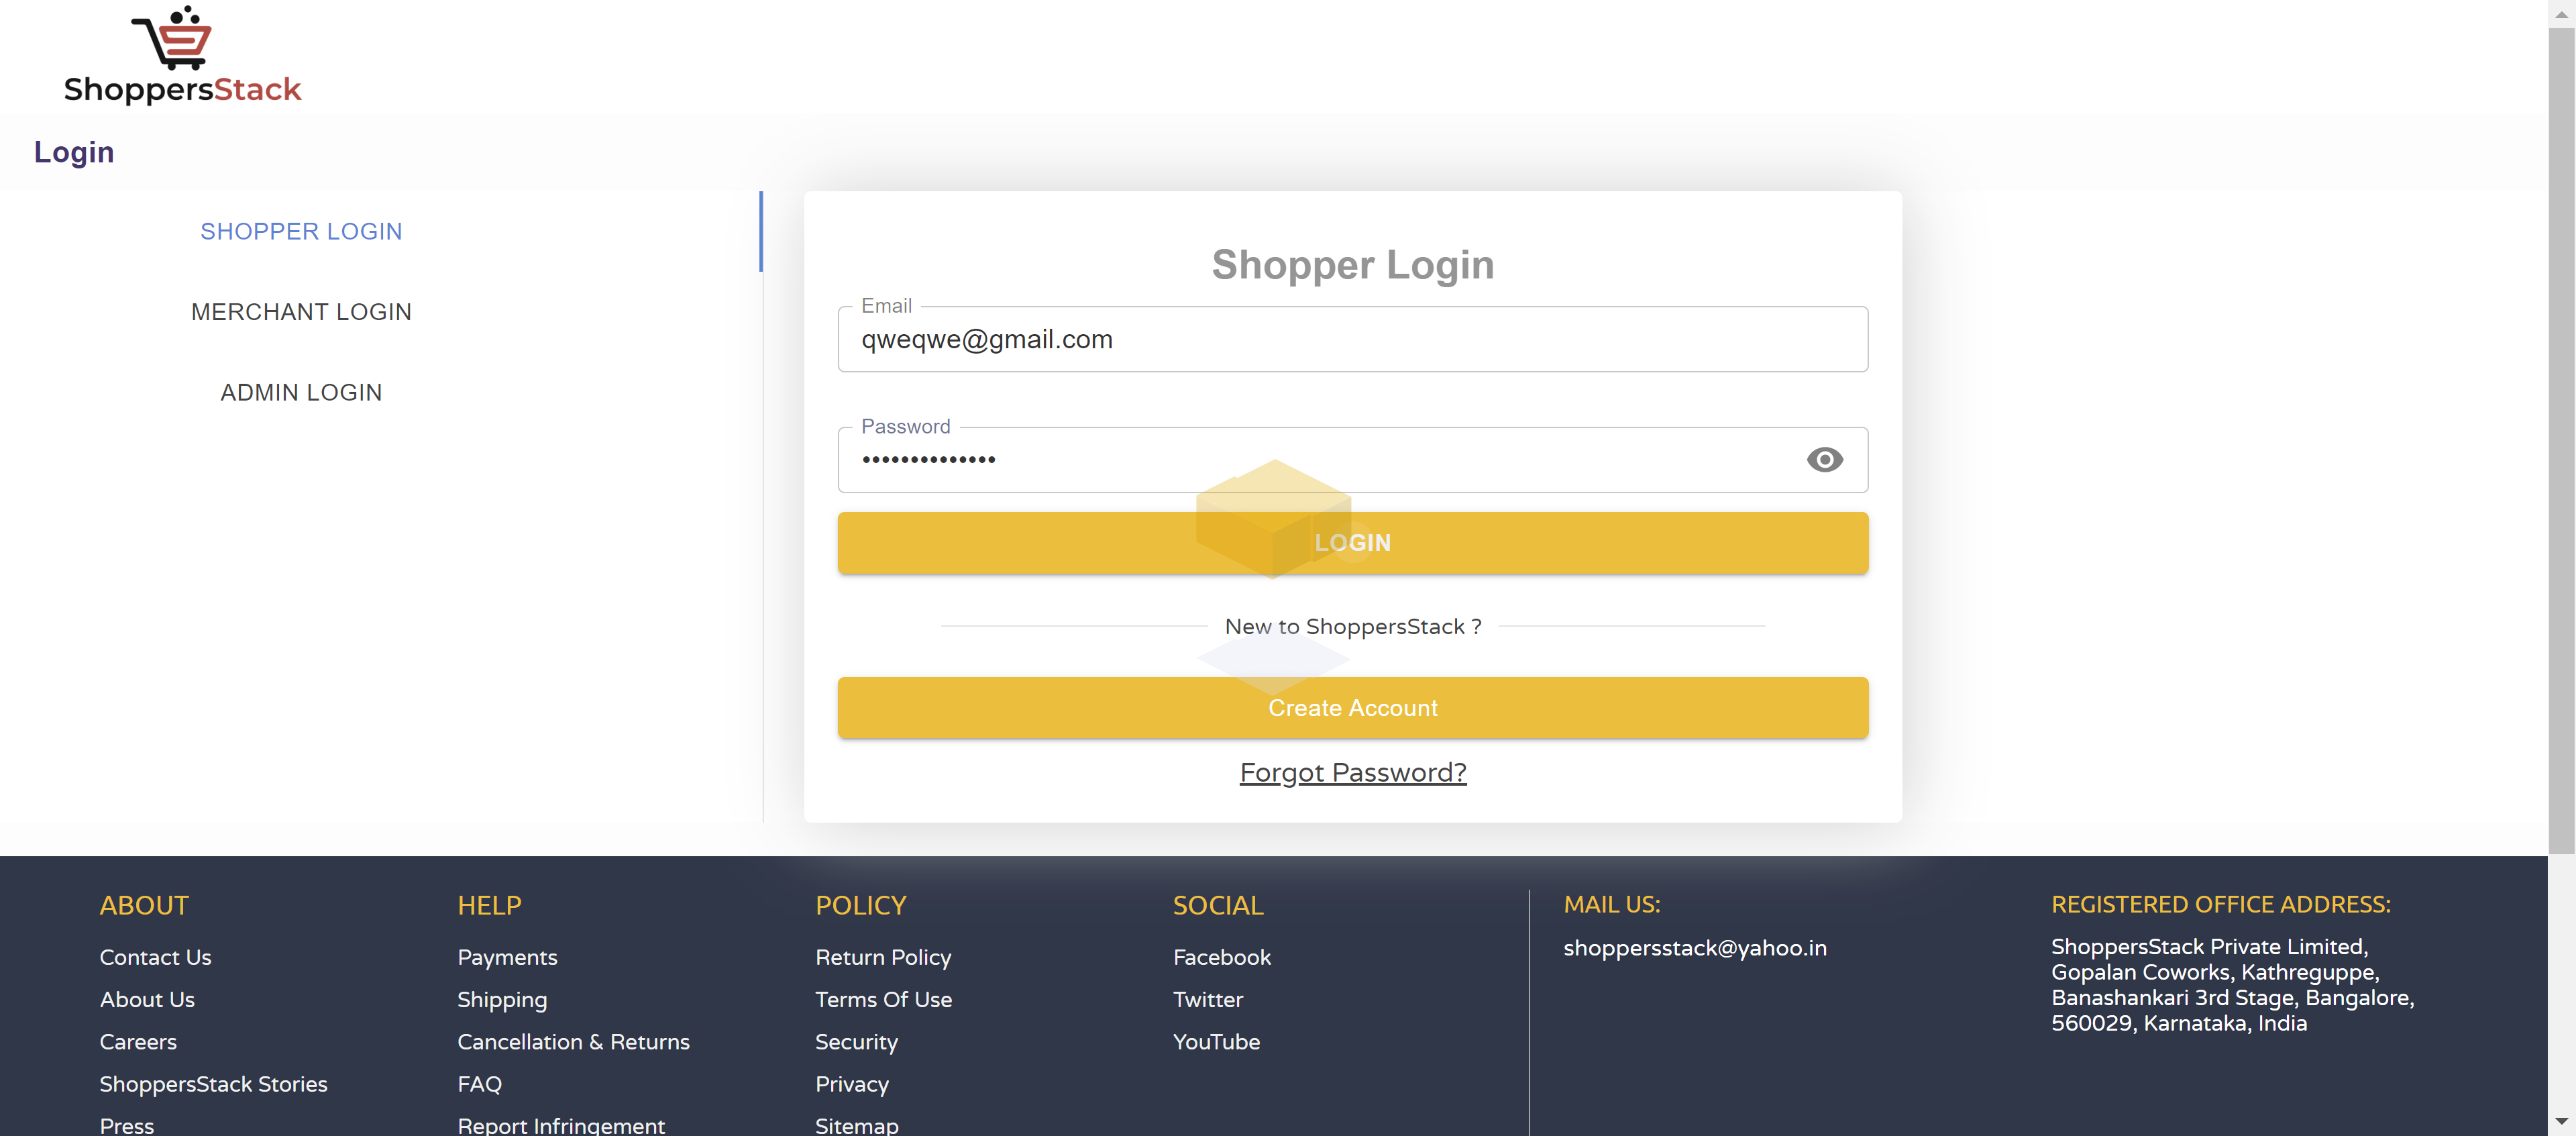 ShoppersStack
Login
SHOPPER LOGIN
MERCHANT LOGIN
ADMIN LOGIN
Shopper Login
Email
qweqwe@gmail.com
Password
••••••••••••••
LOGIN
New to ShoppersStack ?
Create Account
Forgot Password?
ABOUT
Contact Us
About Us
Careers
ShoppersStack Stories
Press
HELP
Payments
Shipping
Cancellation & Returns
FAQ
Report Infringement
POLICY
Return Policy
Terms Of Use
Security
Privacy
Sitemap
SOCIAL
Facebook
Twitter
YouTube
MAIL US:
shoppersstack@yahoo.in
REGISTERED OFFICE ADDRESS:
ShoppersStack Private Limited,
Gopalan Coworks, Kathreguppe,
Banashankari 3rd Stage, Bangalore,
560029, Karnataka, India